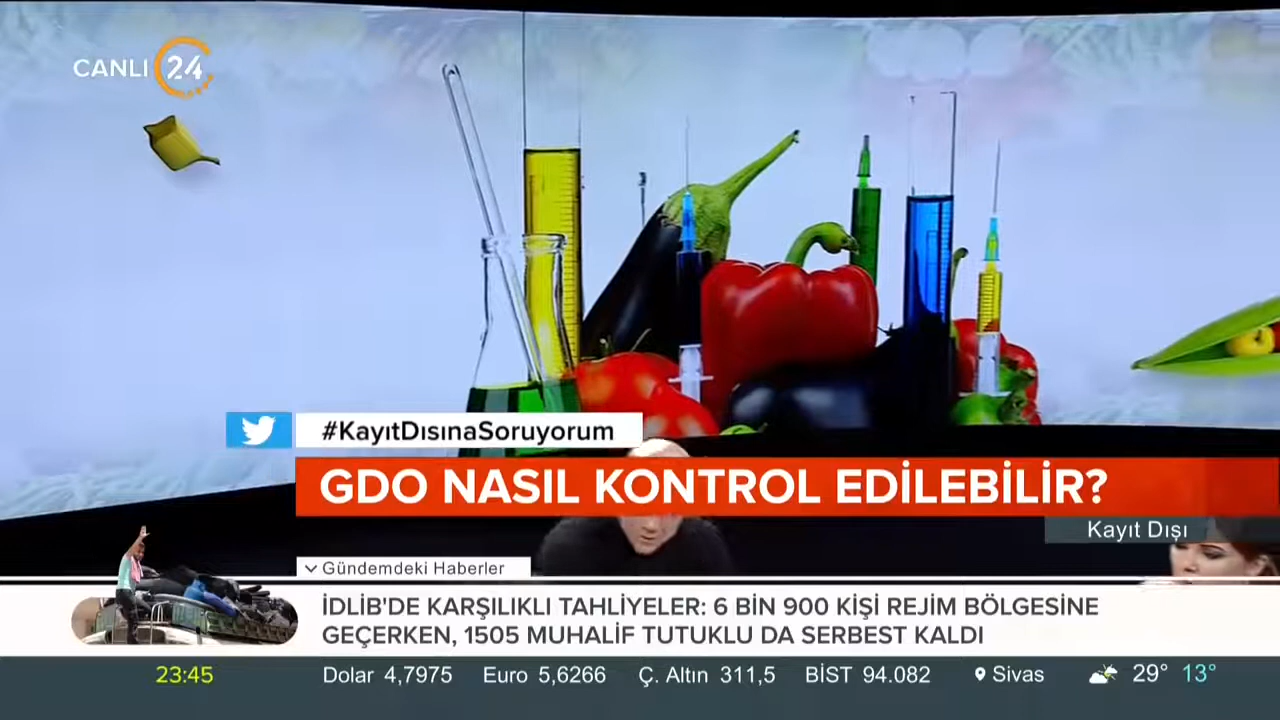 CANLI 24
#KayıtDısınaSoruyorum
GDO NASIL KONTROL EDİLEBİLİR?
Kayıt Dışı
Gündemdeki Haberler
İDLİB'DE KARŞILIKLI TAHLİYELER: 6 BİN 900 KİŞİ REJİM BÖLGESİNE
GEÇERKEN, 1505 MUHALİF TUTUKLU DA SERBEST KALDI
23:45 Dolar 4,7975 Euro 5,6266 Ç. Altın 311,5 BİST 94.082 Sivas 29° 13°